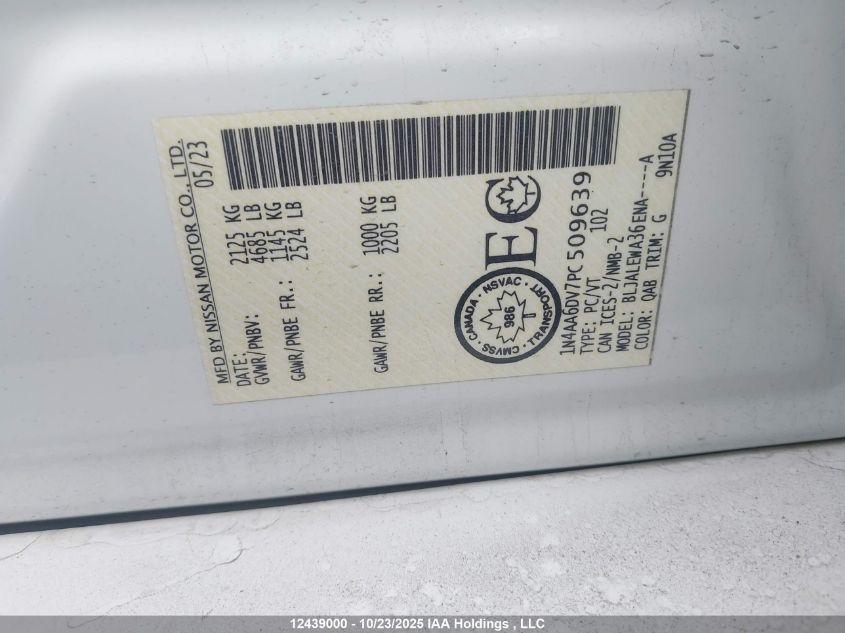 MFD BY NISSAN MOTOR CO., LTD.
DATE: 05/23
GVWR/PNBV: 2125 KG
4685 LB
GAWR/PNBE FR.: 1145 KG
2524 LB
GAWR/PNBE RR.: 1000 KG
2205 LB
CANADA · NSVAC · TRANSPORT · CMVSS ·
986
EC
1N4AA6DV7PC509639
TYPE: PC/VT 102
CAN ICES-2/NMB-2
MODEL: BLJALEWA36ENA----A
COLOR: QAB TRIM: G 9N10A
12439000 - 10/23/2025 IAA Holdings , LLC